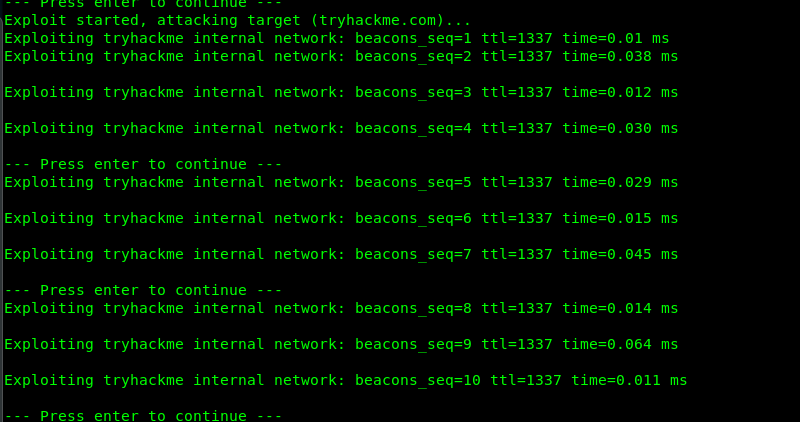 --- Press enter to continue ---
Exploit started, attacking target (tryhackme.com)...
Exploiting tryhackme internal network: beacons_seq=1 ttl=1337 time=0.01 ms
Exploiting tryhackme internal network: beacons_seq=2 ttl=1337 time=0.038 ms
Exploiting tryhackme internal network: beacons_seq=3 ttl=1337 time=0.012 ms
Exploiting tryhackme internal network: beacons_seq=4 ttl=1337 time=0.030 ms
--- Press enter to continue ---
Exploiting tryhackme internal network: beacons_seq=5 ttl=1337 time=0.029 ms
Exploiting tryhackme internal network: beacons_seq=6 ttl=1337 time=0.015 ms
Exploiting tryhackme internal network: beacons_seq=7 ttl=1337 time=0.045 ms
--- Press enter to continue ---
Exploiting tryhackme internal network: beacons_seq=8 ttl=1337 time=0.014 ms
Exploiting tryhackme internal network: beacons_seq=9 ttl=1337 time=0.064 ms
Exploiting tryhackme internal network: beacons_seq=10 ttl=1337 time=0.011 ms
--- Press enter to continue ---